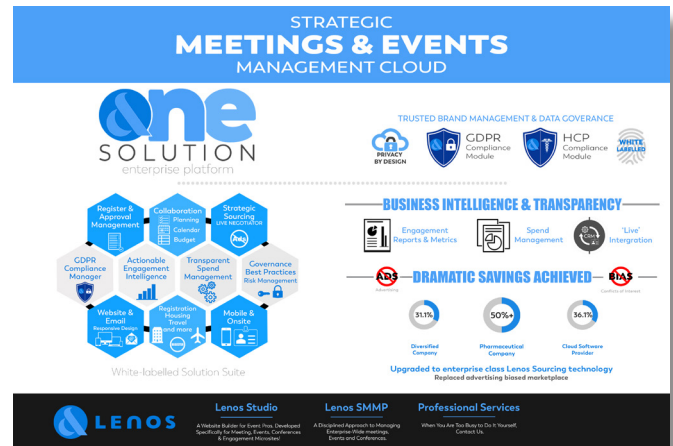 STRATEGIC
MEETINGS & EVENTS
MANAGEMENT CLOUD
&ne
SOLUTION
enterprise platform
TRUSTED BRAND MANAGEMENT & DATA GOVERANCE
PRIVACY
BY DESIGN
GDPR
Compliance
Module
HCP
Compliance
Module
WHITE
LABELLED
Register &
Approval
Management
Collaboration
Planning
Calendar
Budget
Strategic
Sourcing
LIVE NEGOTIATOR
GDPR
Compliance
Manager
Actionable
Engagement
Intelligence
Transparent
Spend
Management
Governance
Best Practices
Risk Management
Website &
Email
Responsive Design
Registration
Housing
Travel
and more
Mobile &
Onsite
White-labelled Solution Suite
BUSINESS INTELLIGENCE & TRANSPARENCY
Engagement
Reports & Metrics
Spend
Management
CRM
'Live'
Intergration
ADS
Advertising
DRAMATIC SAVINGS ACHIEVED
BIAS
Conflicts of interest
31.1%
Diversified
Company
50%+
Pharmaceutical
Company
36.1%
Cloud Software
Provider
Upgraded to enterprise class Lenos Sourcing technology
Replaced advertising biased marketplace
& LENOS
Lenos Studio
A Website Builder for Event Pros. Developed
Specifically for Meeting, Events, Conferences
& Engagement Microsites!
Lenos SMMP
A Disciplined Approach to Managing
Enterprise-Wide meetings,
Events and Conferences.
Professional Services
When You Are Too Busy to Do It Yourself,
Contact Us.